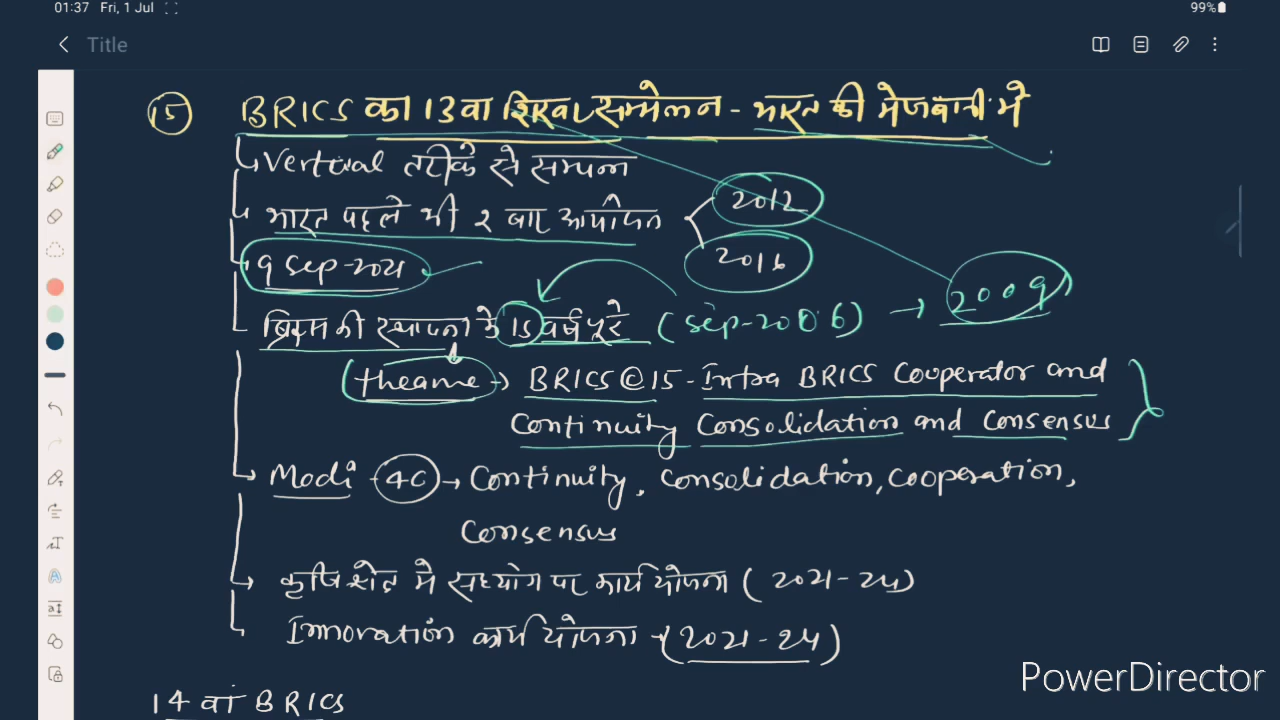 01:37 Fri, 1 Jul 99%
Title
15 BRICS का 13 वा शिखर सम्मेलन - भारत की मेजबानी में
Vertual तरीके से सम्पन्न
भारत पहले भी 2 बार आयोजन 2012
2016
9 Sep-2021
ब्रिक्स की स्थापना के 15 वर्ष पूरे (Sep-2006) → 2009
theame → BRICS@15 - Intra BRICS Cooperator and
Continuity Consolidation and Consensus
Modi - 4C → Continuity, Consolidation, Cooperation,
Consensus
कृषि क्षेत्र में सहयोग पर कार्य योजना (2021-24)
Innovation कार्य योजना - (2021-24)
14 वां BRICS
PowerDirector